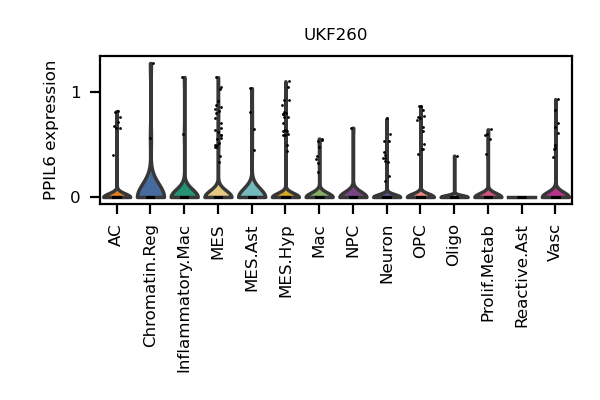 UKF260
PPIL6 expression
1
0
AC
Chromatin.Reg
Inflammatory.Mac
MES
MES.Ast
MES.Hyp
Mac
NPC
Neuron
OPC
Oligo
Prolif.Metab
Reactive.Ast
Vasc